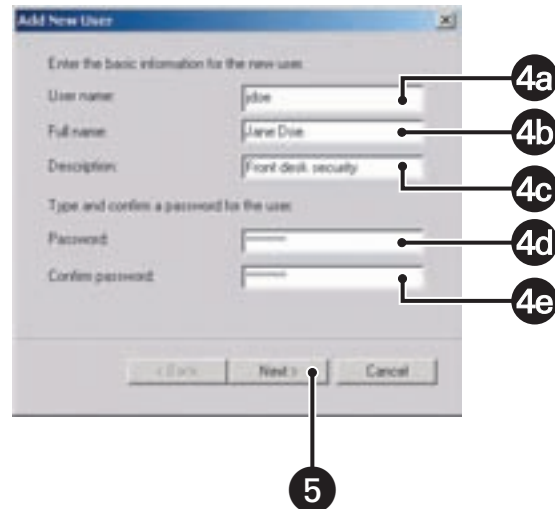 Add New User
Enter the basic information for the new user.
User name: jdoe 4a
Full name: Jane Doe 4b
Description: Front desk security 4c
Type and confirm a password for the user.
Password: ******** 4d
Confirm password: ******** 4e
< Back Next > Cancel
5